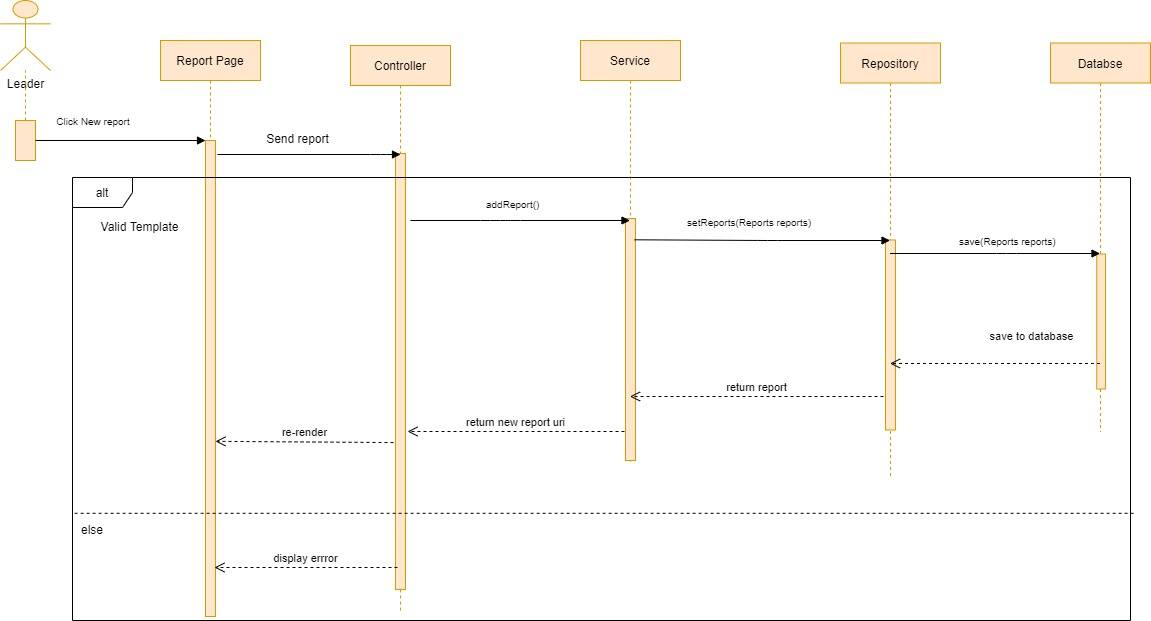 Leader
Report Page
Controller
Service
Repository
Databse
Click New report
Send report
alt
Valid Template
addReport()
setReports(Reports reports)
save(Reports reports)
save to database
return report
return new report uri
re-render
else
display errror